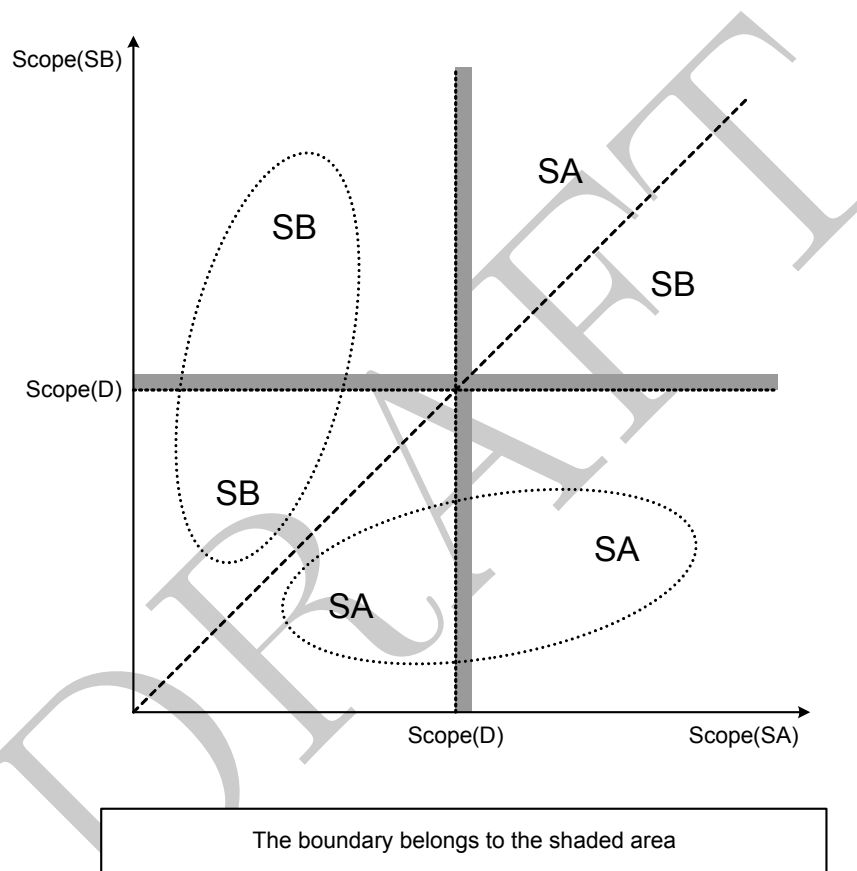 Scope(SB)
SA
SB
SB
Scope(D)
SB
SA
SA
Scope(D)
Scope(SA)
The boundary belongs to the shaded area
DRAFT